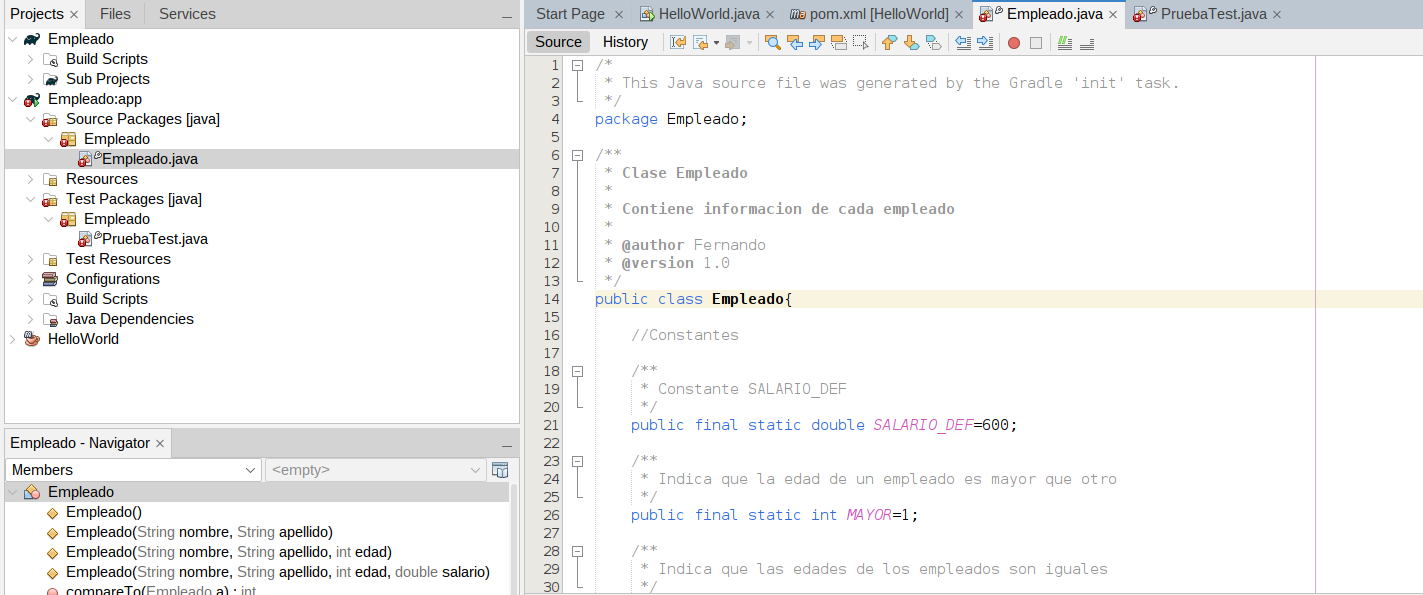 Projects
Files
Services
Empleado
Build Scripts
Sub Projects
Empleado:app
Source Packages [java]
Empleado
Empleado.java
Resources
Test Packages [java]
Empleado
PruebaTest.java
Test Resources
Configurations
Build Scripts
Java Dependencies
HelloWorld
Empleado - Navigator
Members
<empty>
Empleado
Empleado()
Empleado(String nombre, String apellido)
Empleado(String nombre, String apellido, int edad)
Empleado(String nombre, String apellido, int edad, double salario)
compareTo(Empleado a) : int
Start Page
HelloWorld.java
pom.xml [HelloWorld]
Empleado.java
PruebaTest.java
Source History
1 /*
2 * This Java source file was generated by the Gradle 'init' task.
3 */
4 package Empleado;
5
6 /**
7 * Clase Empleado
8 *
9 * Contiene informacion de cada empleado
10 *
11 * @author Fernando
12 * @version 1.0
13 */
14 public class Empleado{
15
16 //Constantes
17
18 /**
19 * Constante SALARIO_DEF
20 */
21 public final static double SALARIO_DEF=600;
22
23 /**
24 * Indica que la edad de un empleado es mayor que otro
25 */
26 public final static int MAYOR=1;
27
28 /**
29 * Indica que las edades de los empleados son iguales
30 */